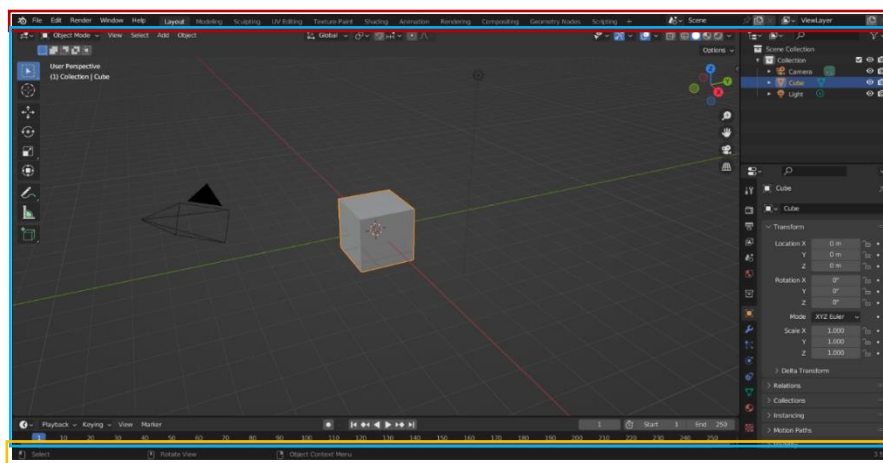 File Edit Render Window Help Layout Modeling Sculpting UV Editing Texture Paint Shading Animation Rendering Compositing Geometry Nodes Scripting + Scene ViewLayer
Object Mode View Select Add Object Global
Options
User Perspective
(1) Collection | Cube
Scene Collection
Collection
Camera
Cube
Light
Cube
Cube
Transform
Location X 0 m
Y 0 m
Z 0 m
Rotation X 0°
Y 0°
Z 0°
Mode XYZ Euler
Scale X 1.000
Y 1.000
Z 1.000
Delta Transform
Relations
Collections
Instancing
Motion Paths
Playback Keying View Marker 1 Start 1 End 250
1 10 20 30 40 50 60 70 80 90 100 110 120 130 140 150 160 170 180 190 200 210 220 230 240 250
Select Rotate View Object Context Menu